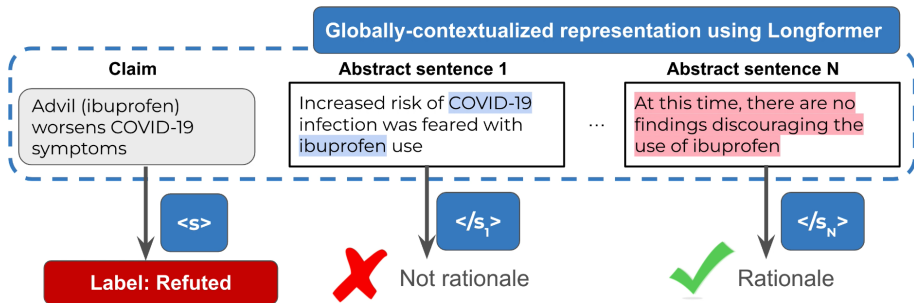 Globally-contextualized representation using Longformer
Claim
Abstract sentence 1
Abstract sentence N
Advil (ibuprofen)
worsens COVID-19
symptoms
Increased risk of COVID-19
infection was feared with
ibuprofen use
...
At this time, there are no
findings discouraging the
use of ibuprofen
<s>
</s₁>
</s_N>
Label: Refuted
Not rationale
Rationale